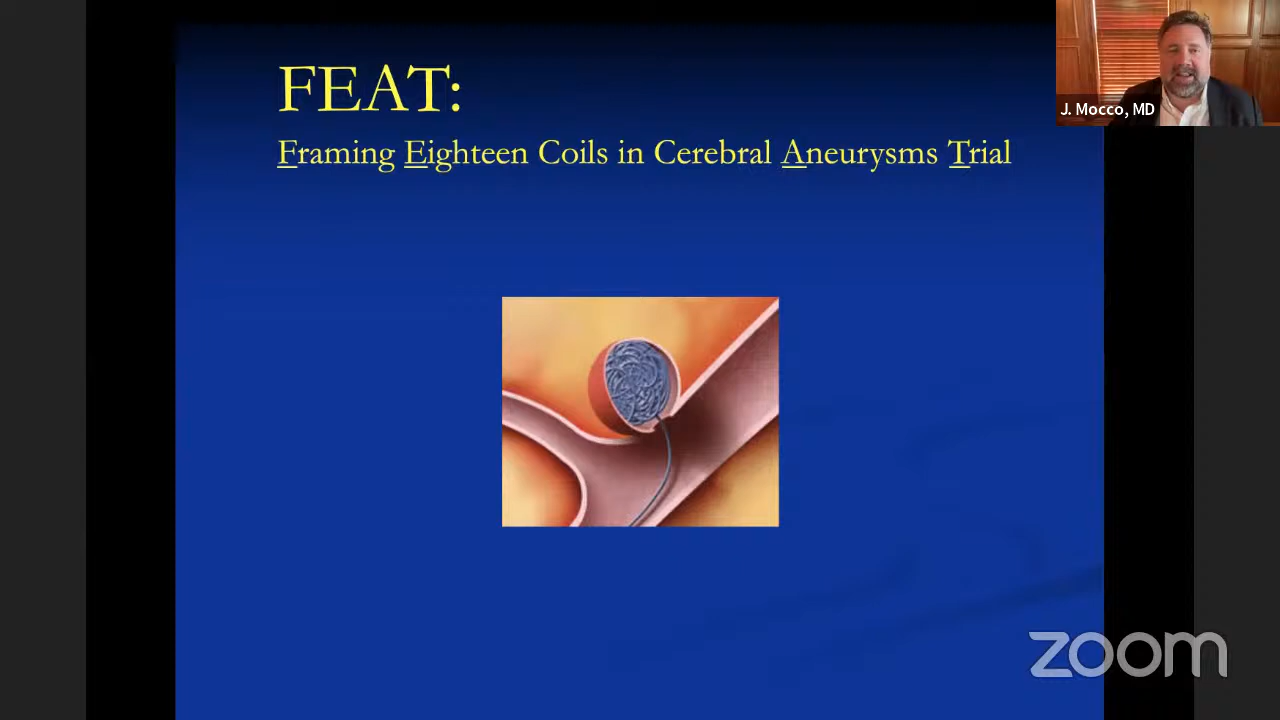 FEAT:
Framing Eighteen Coils in Cerebral Aneurysms Trial
J. Mocco, MD
zoom